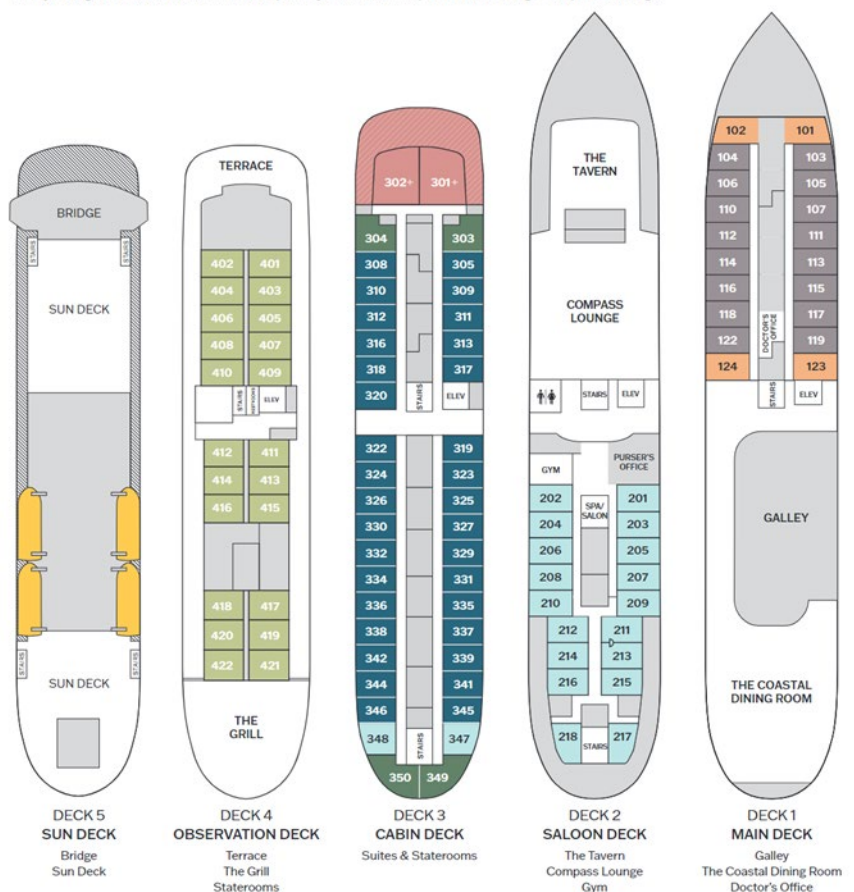 BRIDGE
STAIRS
STAIRS
SUN DECK
STAIRS
STAIRS
SUN DECK
DECK 5
SUN DECK
Bridge
Sun Deck
TERRACE
402 401
404 403
406 405
408 407
410 409
STAIRS
ELEV
412 411
414 413
416 415
418 417
420 419
422 421
THE
GRILL
DECK 4
OBSERVATION DECK
Terrace
The Grill
Staterooms
302+ 301+
304 303
308 305
310 309
312 311
316 313
318 317
320 STAIRS ELEV
322 319
324 323
326 325
330 327
332 329
334 331
336 335
338 337
342 339
344 341
346 345
348 STAIRS 347
350 349
DECK 3
CABIN DECK
Suites & Staterooms
THE
TAVERN
COMPASS
LOUNGE
STAIRS ELEV
GYM
PURSER'S
OFFICE
202 201
SPA/
SALON
204 203
206 205
208 207
210 209
212 211
214 213
216 215
218 STAIRS 217
DECK 2
SALOON DECK
The Tavern
Compass Lounge
Gym
102 101
104 103
106 105
110 107
112 111
114 113
116 115
118 117
DOCTOR'S
OFFICE
122 119
124 123
STAIRS
ELEV
GALLEY
THE COASTAL
DINING ROOM
DECK 1
MAIN DECK
Galley
The Coastal Dining Room
Doctor's Office